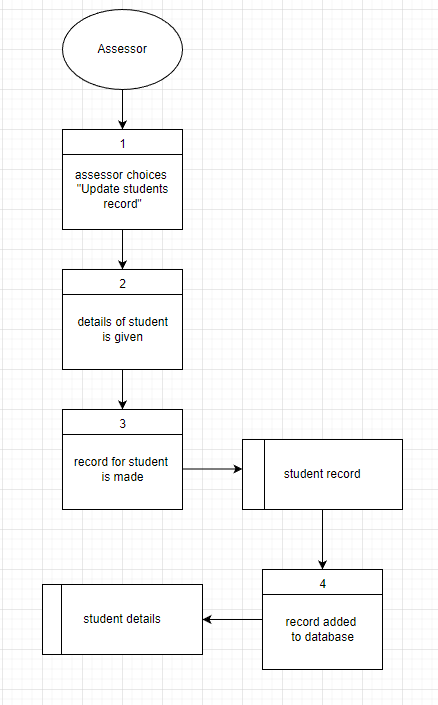 Assessor
1
assessor choices
"Update students
record"
2
details of student
is given
3
record for student
is made
student record
4
record added
to database
student details